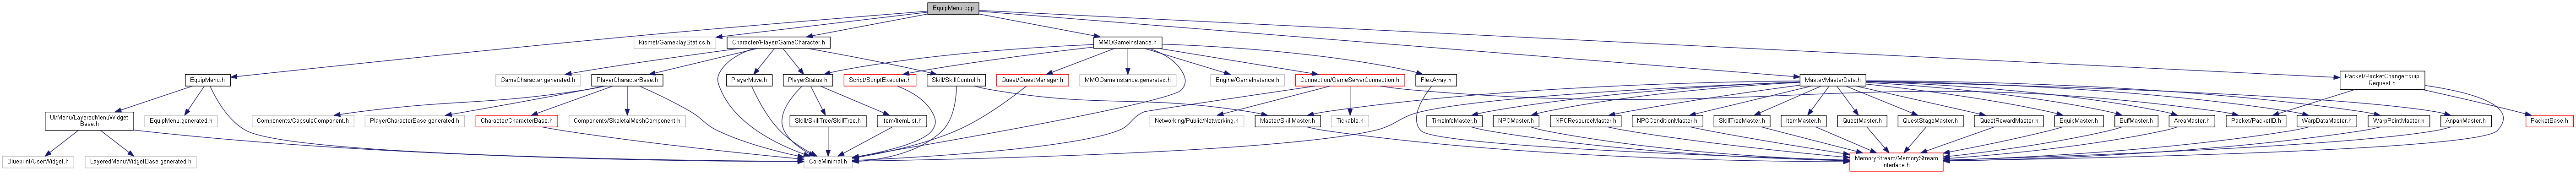 EquipMenu.cpp
Kismet/GameplayStatics.h
Character/Player/GameCharacter.h
MMOGameInstance.h
EquipMenu.h
GameCharacter.generated.h
PlayerCharacterBase.h
PlayerMove.h
PlayerStatus.h
Script/ScriptExecuter.h
Skill/SkillControl.h
Quest/QuestManager.h
MMOGameInstance.generated.h
Engine/GameInstance.h
Connection/GameServerConnection.h
FlexArray.h
Master/MasterData.h
Packet/PacketChangeEquip
Request.h
UI/Menu/LayeredMenuWidget
Base.h
EquipMenu.generated.h
Components/CapsuleComponent.h
PlayerCharacterBase.generated.h
Character/CharacterBase.h
Components/SkeletalMeshComponent.h
Skill/SkillTree/SkillTree.h
Item/ItemList.h
Networking/Public/Networking.h
Master/SkillMaster.h
Tickable.h
TimeInfoMaster.h
NPCMaster.h
NPCResourceMaster.h
NPCConditionMaster.h
SkillTreeMaster.h
ItemMaster.h
QuestMaster.h
QuestStageMaster.h
QuestRewardMaster.h
EquipMaster.h
BuffMaster.h
AreaMaster.h
Packet/PacketID.h
WarpDataMaster.h
WarpPointMaster.h
AnpanMaster.h
PacketBase.h
Blueprint/UserWidget.h
LayeredMenuWidgetBase.generated.h
CoreMinimal.h
MemoryStream/MemoryStream
Interface.h